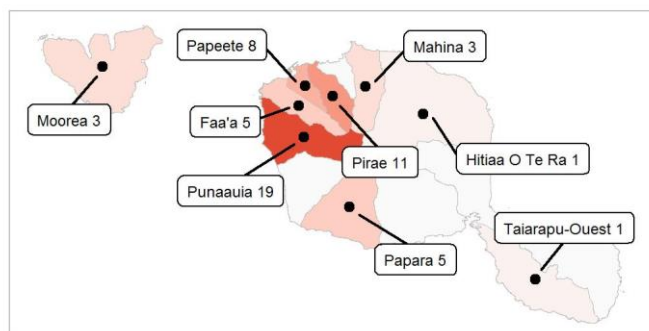 Papeete 8
Mahina 3
Moorea 3
Faa'a 5
Pirae 11
Hitiaa O Te Ra 1
Punaauia 19
Taiarapu-Ouest 1
Papara 5